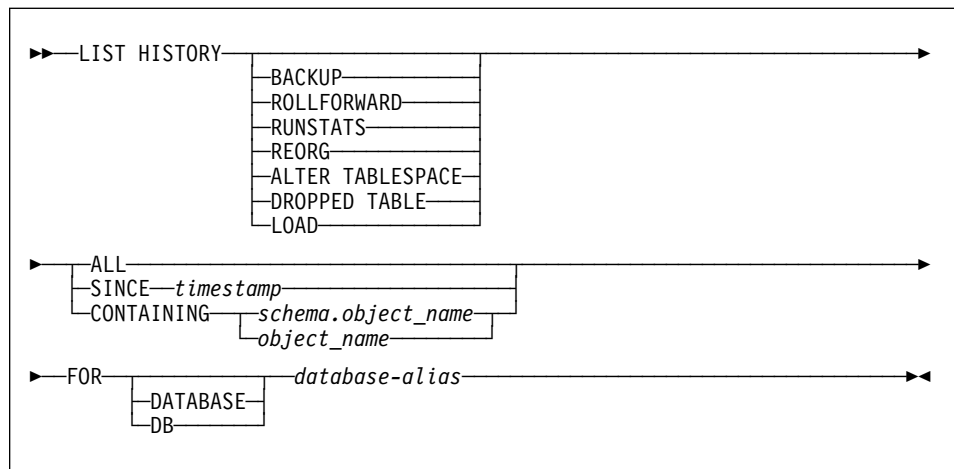 LIST HISTORY
BACKUP
ROLLFORWARD
RUNSTATS
REORG
ALTER TABLESPACE
DROPPED TABLE
LOAD
ALL
SINCE timestamp
CONTAINING schema.object_name
object_name
FOR database-alias
DATABASE
DB